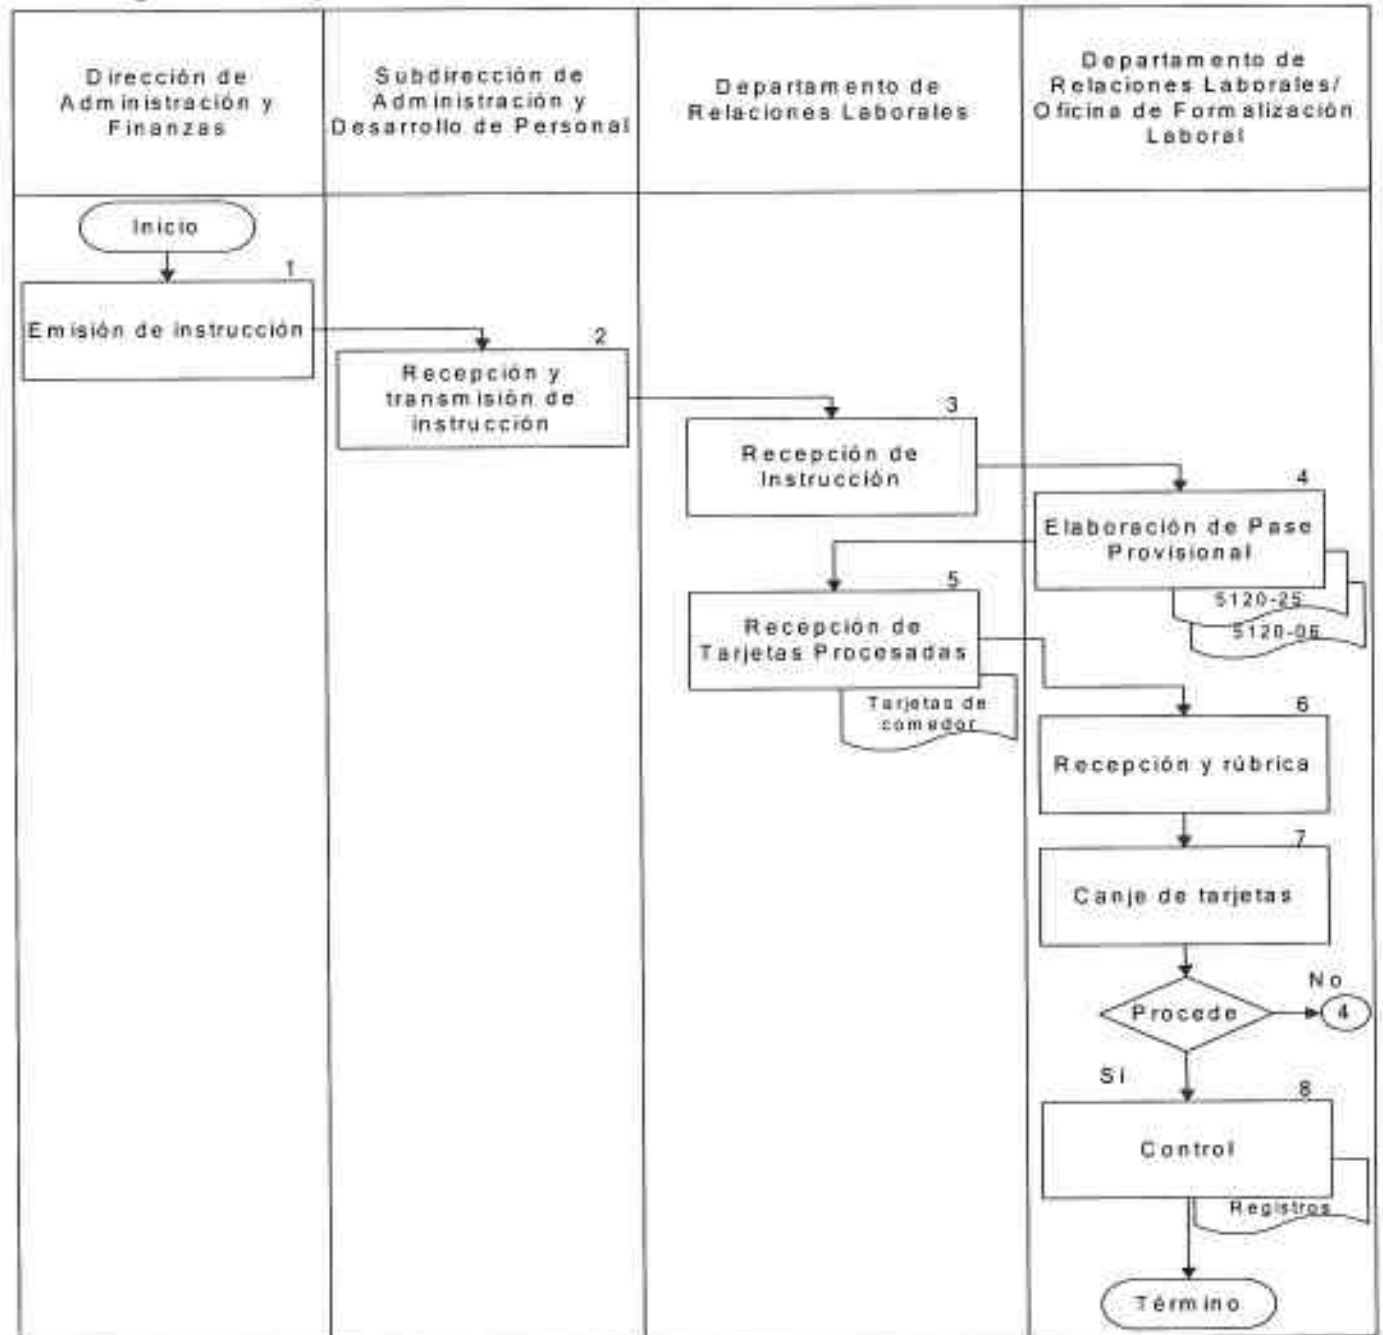 Dirección de
Administración y
Finanzas
Subdirección de
Administración y
Desarrollo de Personal
Departamento de
Relaciones Laborales
Departamento de
Relaciones Laborales/
Oficina de Formalización
Laboral
Inicio
1
Emisión de instrucción
2
Recepción y
transmisión de
instrucción
3
Recepción de
Instrucción
4
Elaboración de Pase
Provisional
5120-25
5120-06
5
Recepción de
Tarjetas Procesadas
Tarjetas de
comedor
6
Recepción y rúbrica
7
Canje de tarjetas
Procede
No
4
Sí
8
Control
Registros
Término